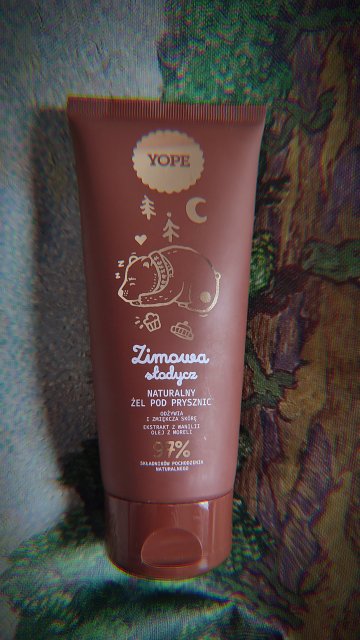 YOPE
z
z
z
Zimowa
słodycz
NATURALNY
ŻEL POD PRYSZNIC
ODŻYWIA
I ZMIĘKCZA SKÓRĘ
EKSTRAKT Z WANILII
OLEJ Z MORELI
97%
SKŁADNIKÓW POCHODZENIA
NATURALNEGO